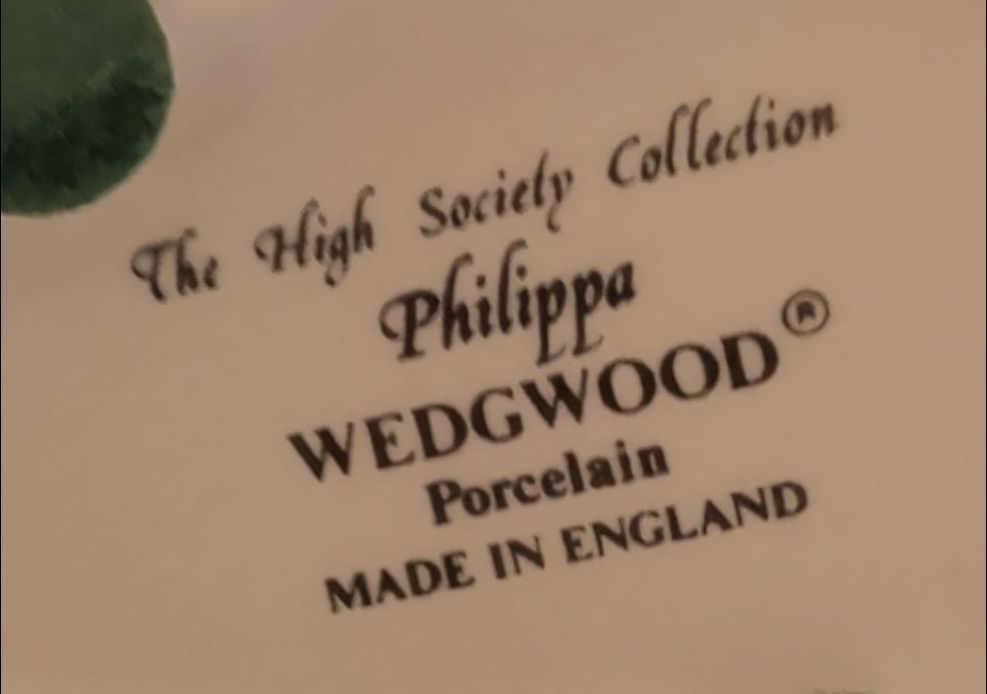 The High Society Collection
Philippa
WEDGWOOD®
Porcelain
MADE IN ENGLAND